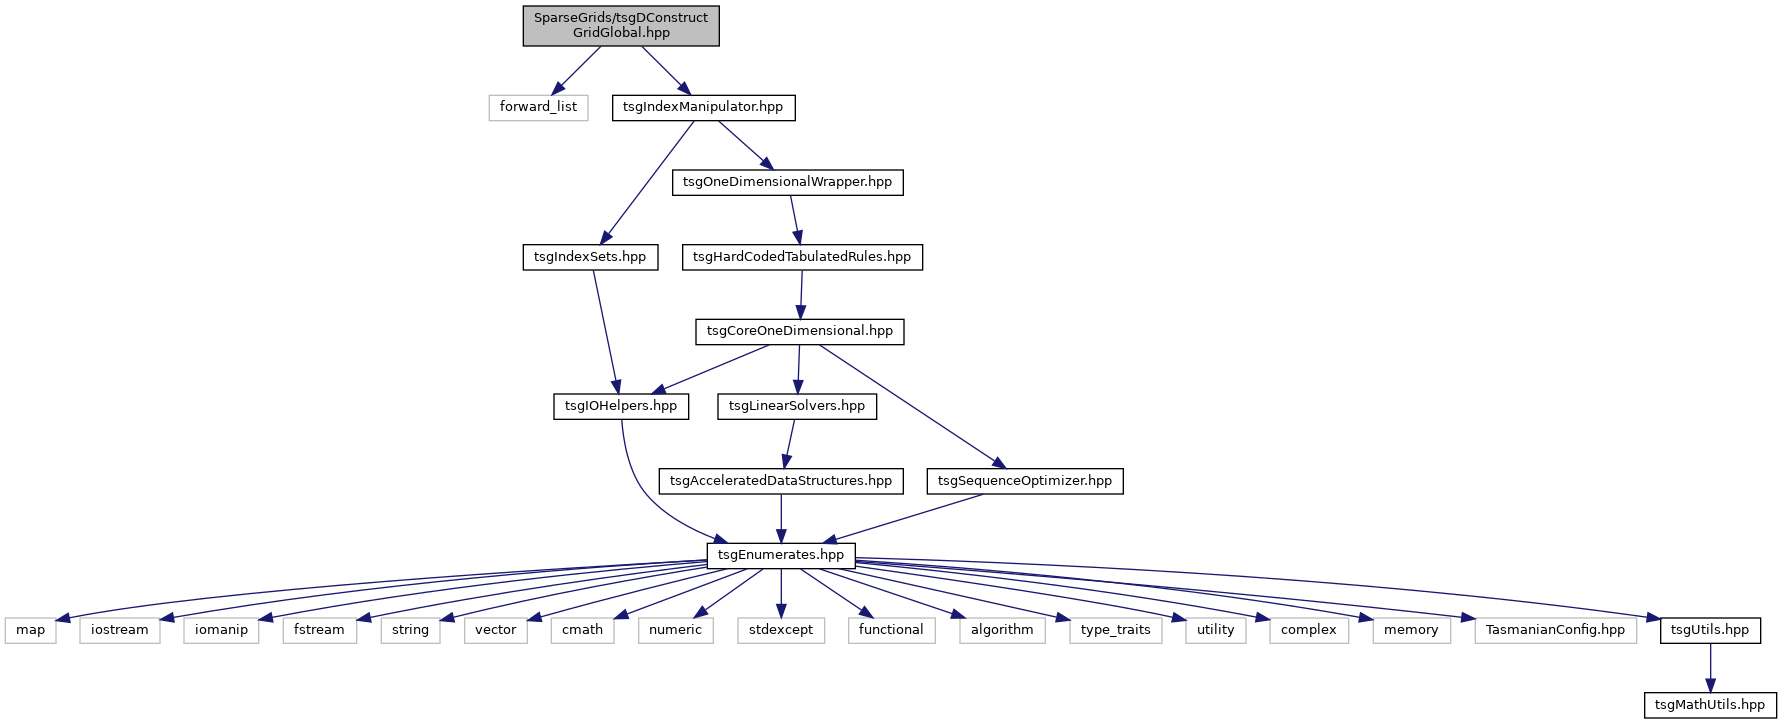 SparseGrids/tsgDConstruct
GridGlobal.hpp
forward_list
tsgIndexManipulator.hpp
tsgOneDimensionalWrapper.hpp
tsgIndexSets.hpp
tsgHardCodedTabulatedRules.hpp
tsgCoreOneDimensional.hpp
tsgIOHelpers.hpp
tsgLinearSolvers.hpp
tsgAcceleratedDataStructures.hpp
tsgSequenceOptimizer.hpp
tsgEnumerates.hpp
map
iostream
iomanip
fstream
string
vector
cmath
numeric
stdexcept
functional
algorithm
type_traits
utility
complex
memory
TasmanianConfig.hpp
tsgUtils.hpp
tsgMathUtils.hpp